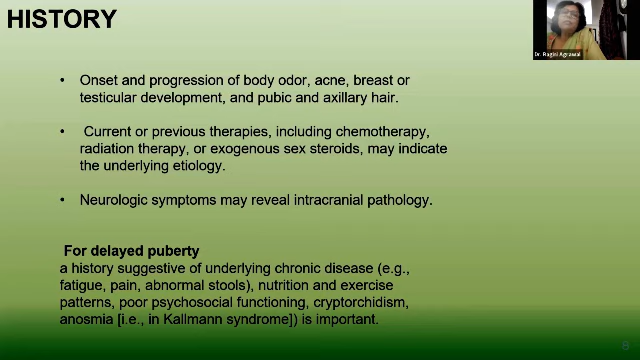 HISTORY
Dr. Ragini Agrawal
• Onset and progression of body odor, acne, breast or
testicular development, and pubic and axillary hair.
• Current or previous therapies, including chemotherapy,
radiation therapy, or exogenous sex steroids, may indicate
the underlying etiology.
• Neurologic symptoms may reveal intracranial pathology.
For delayed puberty
a history suggestive of underlying chronic disease (e.g.,
fatigue, pain, abnormal stools), nutrition and exercise
patterns, poor psychosocial functioning, cryptorchidism,
anosmia [i.e., in Kallmann syndrome]) is important.
8